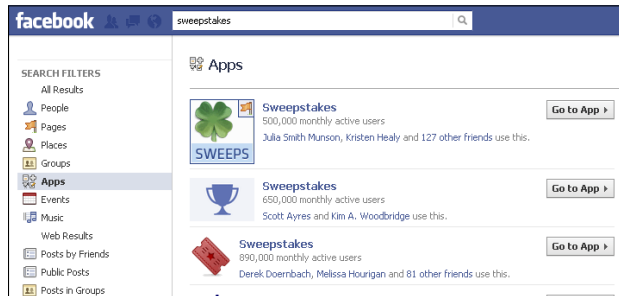 facebook
sweepstakes
SEARCH FILTERS
All Results
People
Pages
Places
Groups
Apps
Events
Music
Web Results
Posts by Friends
Public Posts
Posts in Groups
Apps
SWEEPS
Sweepstakes
500,000 monthly active users
Julia Smith Munson, Kristen Healy and 127 other friends use this.
Go to App
Sweepstakes
650,000 monthly active users
Scott Ayres and Kim A. Woodbridge use this.
Go to App
Sweepstakes
890,000 monthly active users
Derek Doernbach, Melissa Hourigan and 81 other friends use this.
Go to App